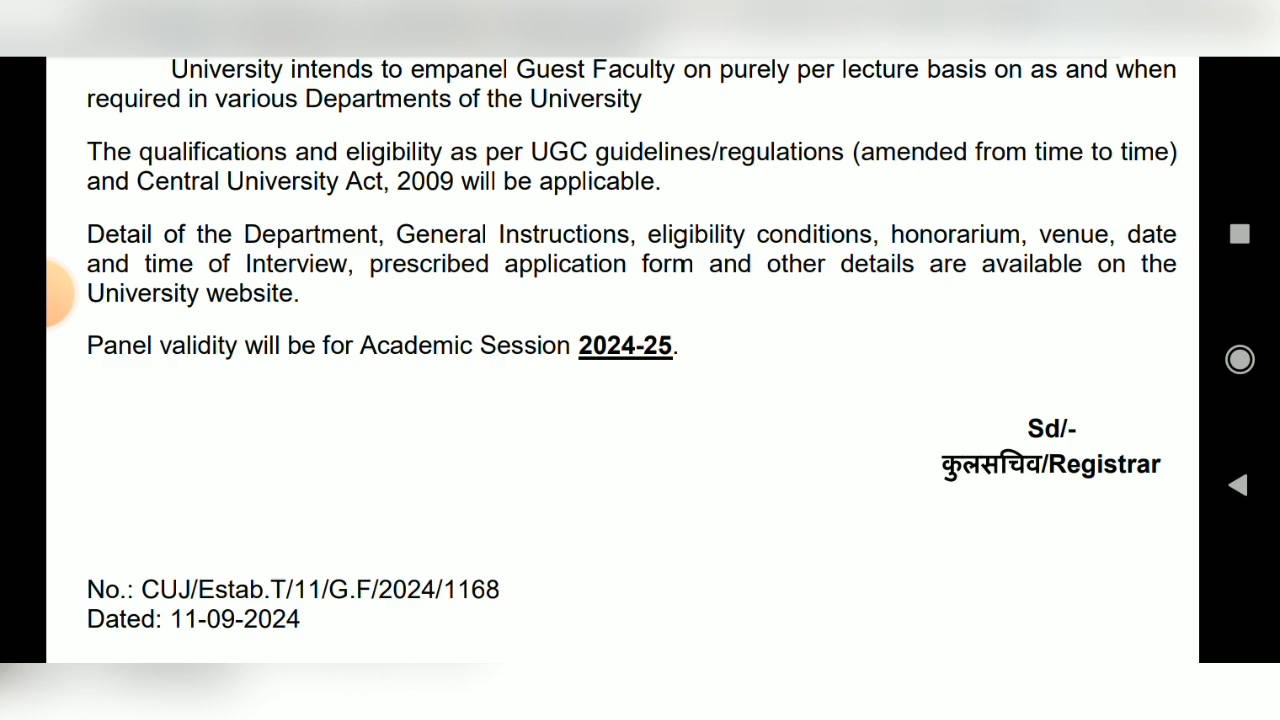 University intends to empanel Guest Faculty on purely per lecture basis on as and when
required in various Departments of the University
The qualifications and eligibility as per UGC guidelines/regulations (amended from time to time)
and Central University Act, 2009 will be applicable.
Detail of the Department, General Instructions, eligibility conditions, honorarium, venue, date
and time of Interview, prescribed application form and other details are available on the
University website.
Panel validity will be for Academic Session 2024-25.
Sd/-
कुलसचिव/Registrar
No.: CUJ/Estab.T/11/G.F/2024/1168
Dated: 11-09-2024